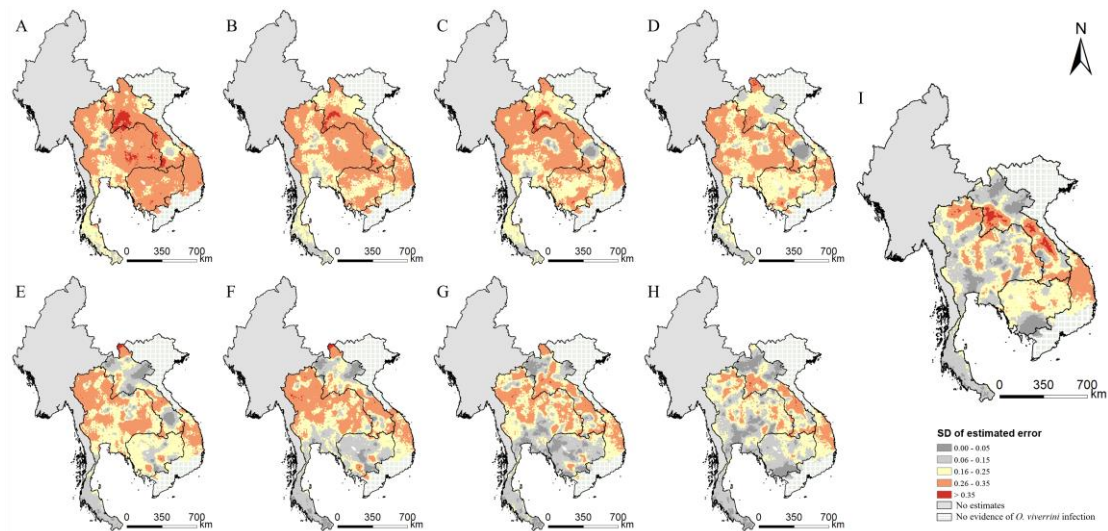 A
B
C
D
N
0 350 700
km
0 350 700
km
0 350 700
km
0 350 700
km
I
E
F
G
H
0 350 700
km
0 350 700
km
0 350 700
km
0 350 700
km
0 350 700
km
SD of estimated error
0.00 - 0.05
0.06 - 0.15
0.16 - 0.25
0.26 - 0.35
> 0.35
No estimates
No evidence of O. viverrini infection